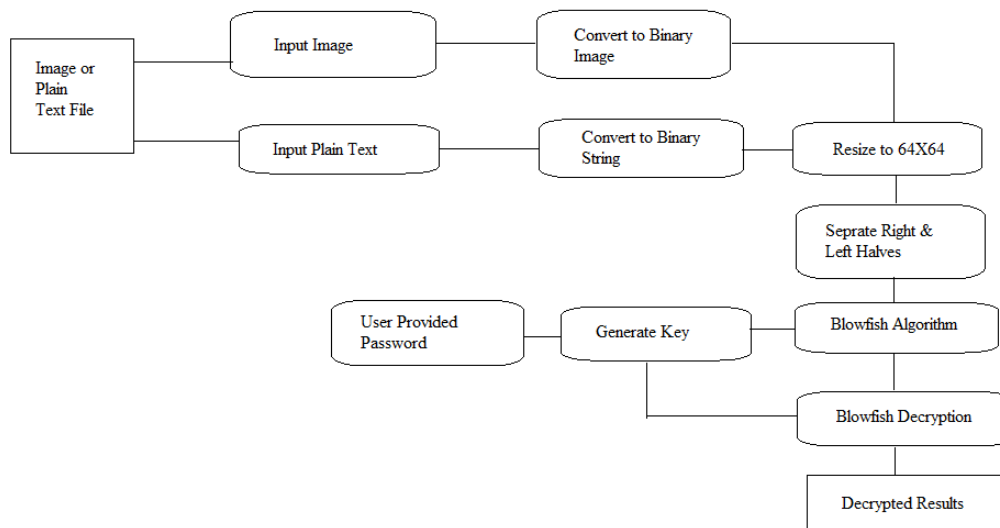 Image or
Plain
Text File
Input Image
Convert to Binary
Image
Input Plain Text
Convert to Binary
String
Resize to 64X64
Seprate Right &
Left Halves
User Provided
Password
Generate Key
Blowfish Algorithm
Blowfish Decryption
Decrypted Results